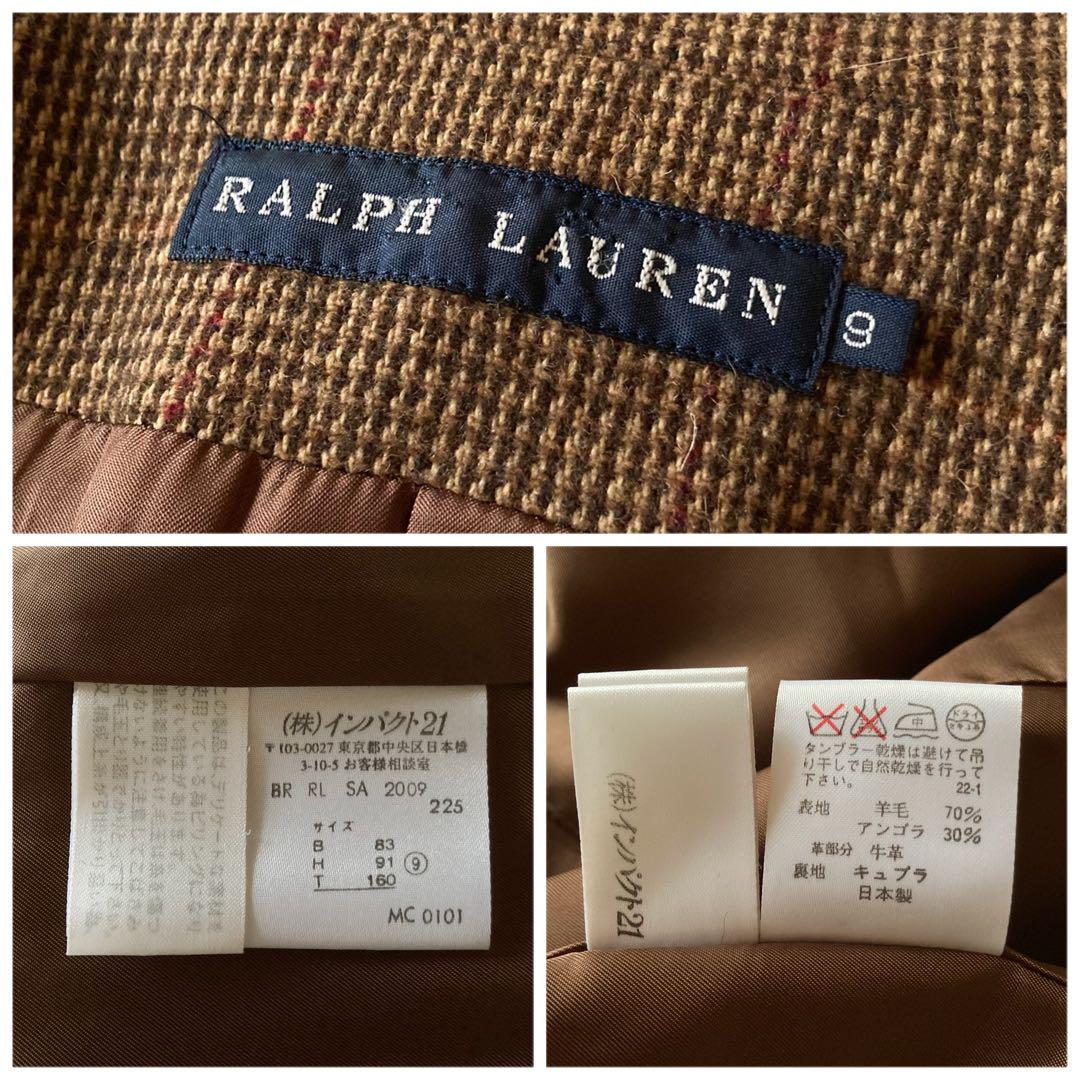 RALPH LAUREN
9
(株)インパクト21
〒103-0027 東京都中央区日本橋
3-10-5 お客様相談室
BR RL SA 2009
225
サイズ
B 83
H 91 ⑨
T 160
MC 0101
(株)インパクト21
中
ドライ
セキユ系
タンブラー乾燥は避けて吊
り干しで自然乾燥を行って
下さい。 22-1
表地 羊毛 70%
アンゴラ 30%
革部分 牛革
裏地 キュプラ
日本製